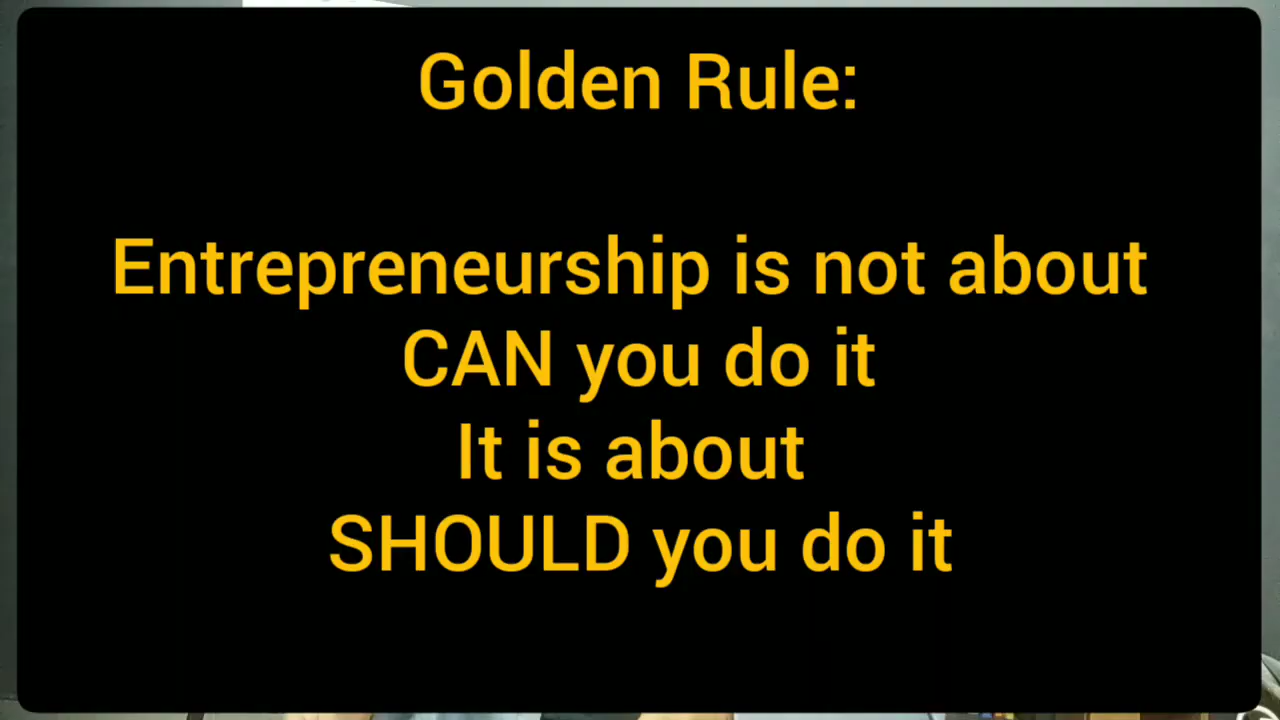 Golden Rule:
Entrepreneurship is not about
CAN you do it
It is about
SHOULD you do it